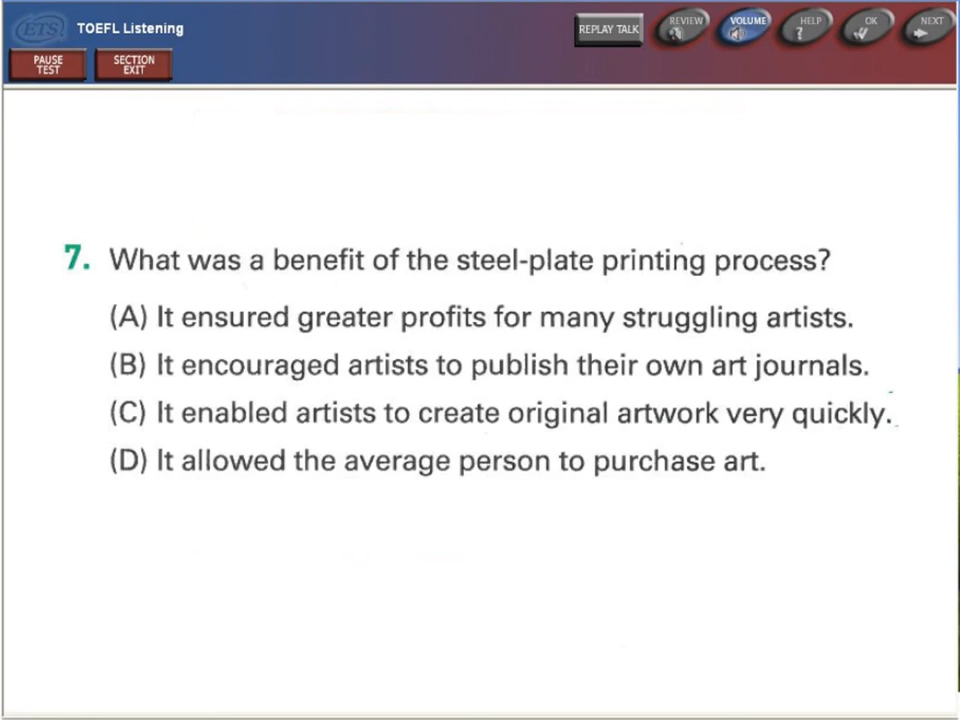 ETS TOEFL Listening
REPLAY TALK REVIEW VOLUME HELP OK NEXT
PAUSE TEST SECTION EXIT
7. What was a benefit of the steel-plate printing process?
(A) It ensured greater profits for many struggling artists.
(B) It encouraged artists to publish their own art journals.
(C) It enabled artists to create original artwork very quickly.
(D) It allowed the average person to purchase art.